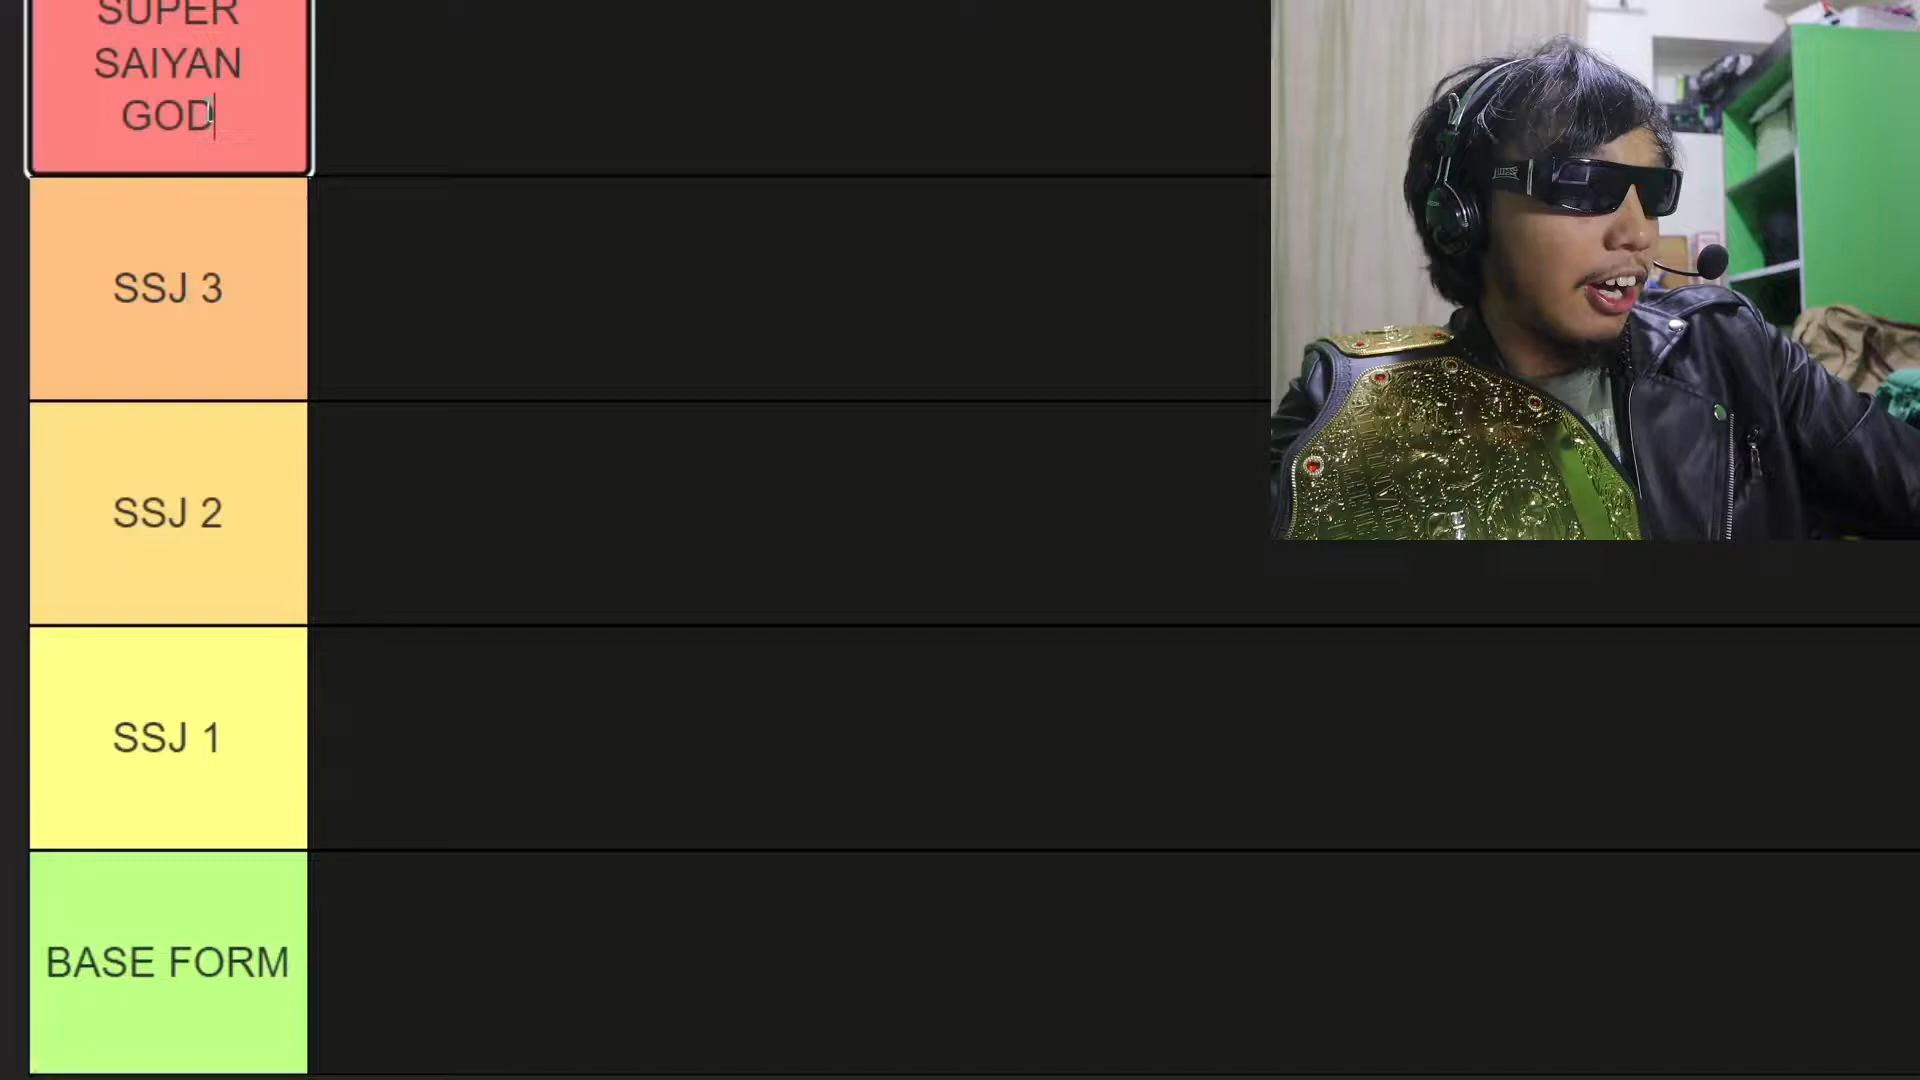 SUPER
SAIYAN
GOD
SSJ 3
SSJ 2
SSJ 1
BASE FORM